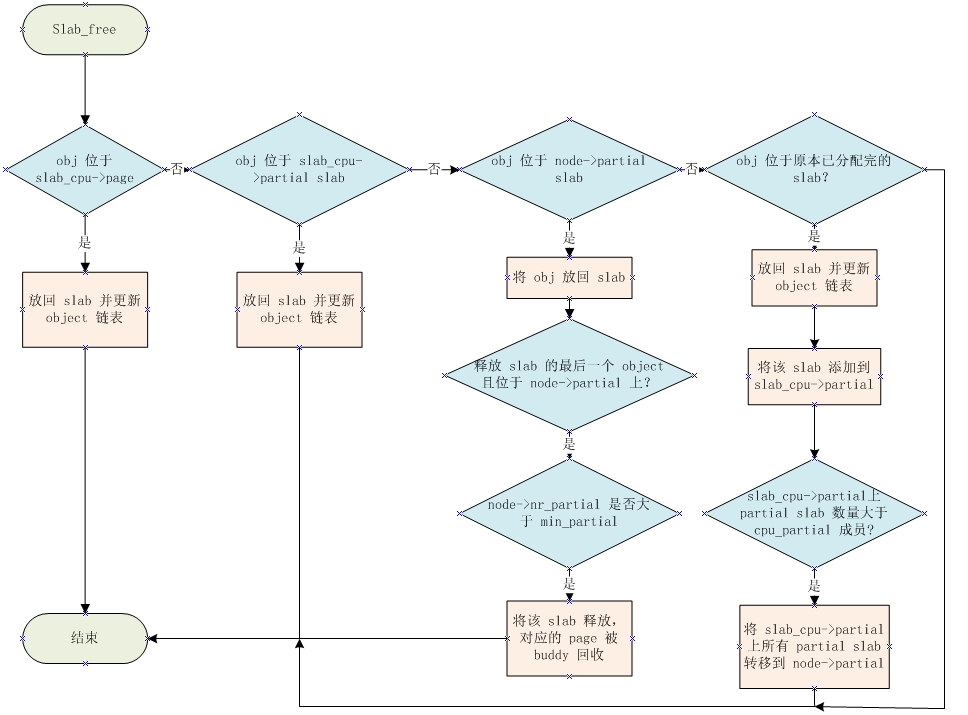 Slab_free
obj 位于
slab_cpu->page
否
obj 位于 slab_cpu-
>partial slab
否
obj 位于 node->partial
slab
否
obj 位于原本已分配完的
slab?
是
是
是
是
放回 slab 并更新
object 链表
放回 slab 并更新
object 链表
将 obj 放回 slab
放回 slab 并更新
object 链表
释放 slab 的最后一个 object
且位于 node->partial 上?
将该 slab 添加到
slab_cpu->partial
是
node->nr_partial 是否大
于 min_partial
slab_cpu->partial上
partial slab 数量大于
cpu_partial 成员?
是
是
结束
将该 slab 释放，
对应的 page 被
buddy 回收
将 slab_cpu->partial
上所有 partial slab
转移到 node->partial